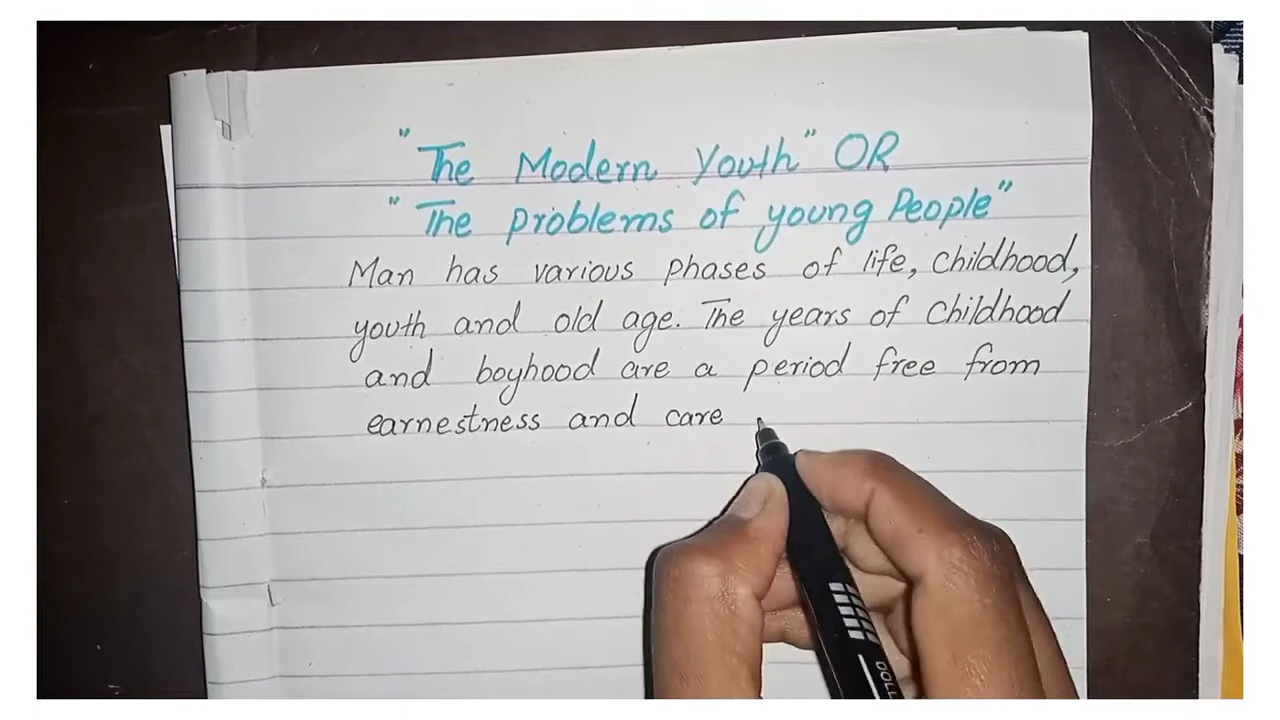 "The Modern Youth" OR
"The Problems of young People"
Man has various phases of life, childhood,
youth and old age. The years of childhood
and boyhood are a period free from
earnestness and care
DOLL